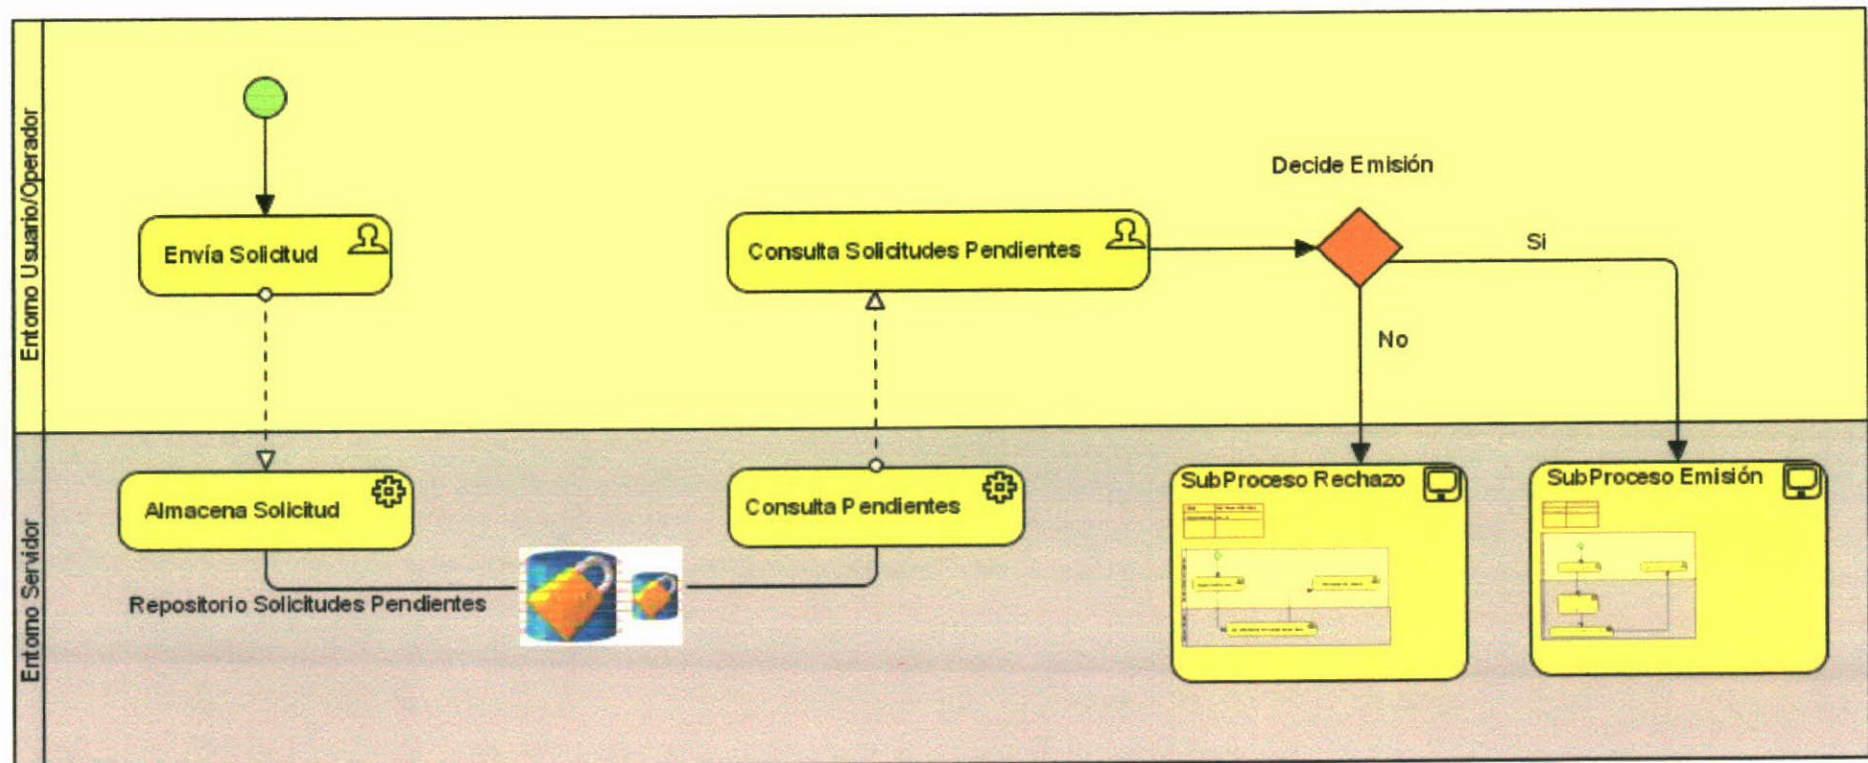 Entorno Usuario/Operador
Envía Solicitud
Consulta Solicitudes Pendientes
Decide Emisión
Si
No
Entorno Servidor
Almacena Solicitud
Consulta Pendientes
Repositorio Solicitudes Pendientes
SubProceso Rechazo
SubProceso Emisión